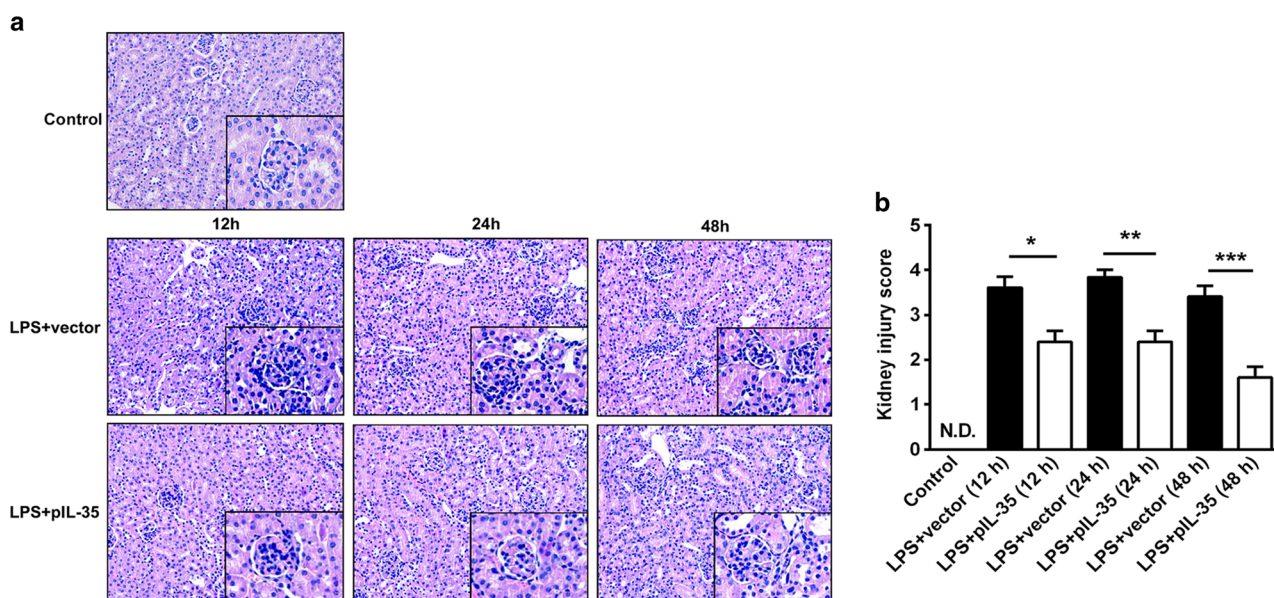 a
Control
12h
24h
48h
LPS+vector
LPS+pIL-35
b
Kidney injury score
5
4
3
2
1
0
N.D.
*
**
***
Control
LPS+vector (12 h)
LPS+pIL-35 (12 h)
LPS+vector (24 h)
LPS+pIL-35 (24 h)
LPS+vector (48 h)
LPS+pIL-35 (48 h)